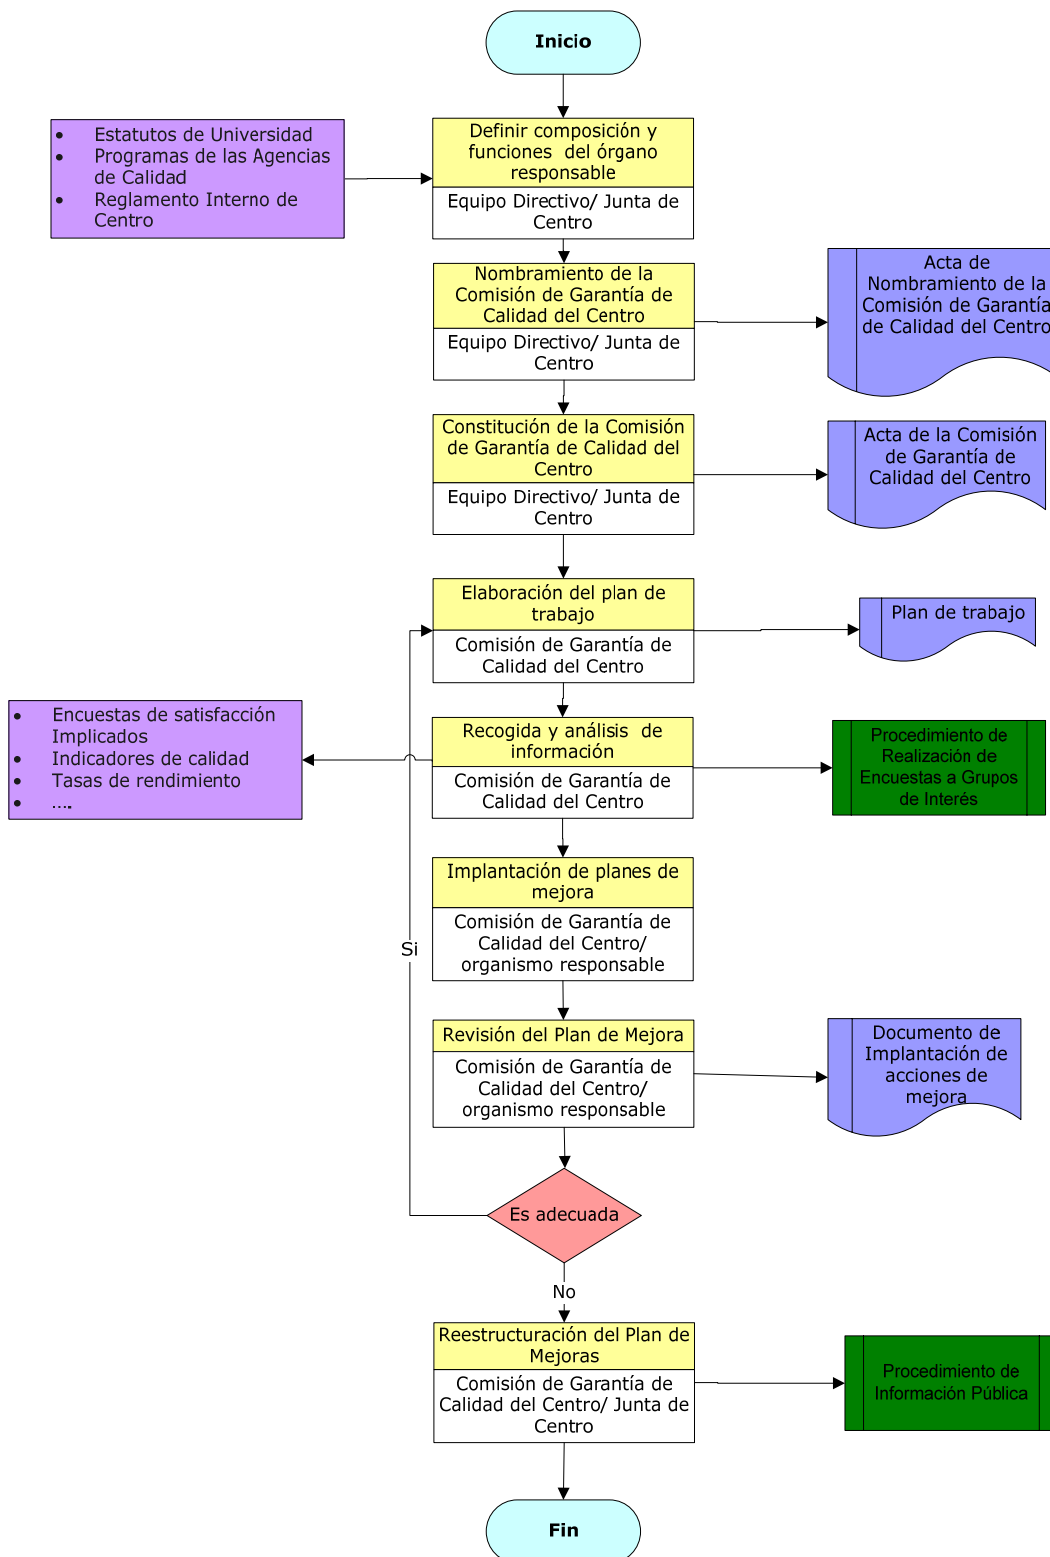 Inicio
• Estatutos de Universidad
• Programas de las Agencias
de Calidad
• Reglamento Interno de
Centro
Definir composición y
funciones del órgano
responsable
Equipo Directivo/ Junta de
Centro
Nombramiento de la
Comisión de Garantía de
Calidad del Centro
Equipo Directivo/ Junta de
Centro
Acta de
Nombramiento de la
Comisión de Garantía
de Calidad del Centro
Constitución de la Comisión
de Garantía de Calidad del
Centro
Equipo Directivo/ Junta de
Centro
Acta de la Comisión
de Garantía de
Calidad del Centro
Elaboración del plan de
trabajo
Comisión de Garantía de
Calidad del Centro
Plan de trabajo
• Encuestas de satisfacción
Implicados
• Indicadores de calidad
• Tasas de rendimiento
• ....
Recogida y análisis de
información
Comisión de Garantía de
Calidad del Centro
Procedimiento de
Realización de
Encuestas a Grupos
de Interés
Implantación de planes de
mejora
Comisión de Garantía de
Calidad del Centro/
organismo responsable
Si
Revisión del Plan de Mejora
Comisión de Garantía de
Calidad del Centro/
organismo responsable
Documento de
Implantación de
acciones de
mejora
Es adecuada
No
Reestructuración del Plan de
Mejoras
Comisión de Garantía de
Calidad del Centro/ Junta de
Centro
Procedimiento de
Información Pública
Fin